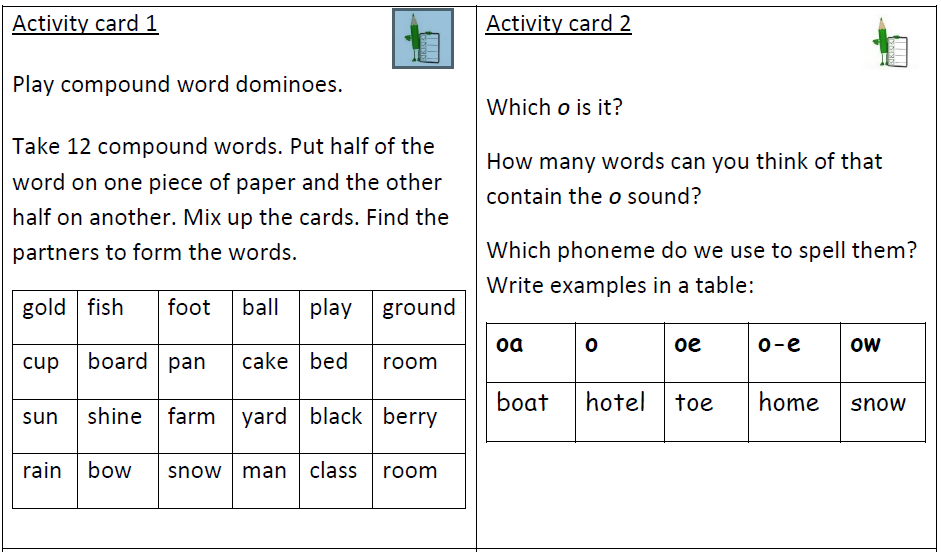 Activity card 1
Play compound word dominoes.
Take 12 compound words. Put half of the
word on one piece of paper and the other
half on another. Mix up the cards. Find the
partners to form the words.
gold fish foot ball play ground
cup board pan cake bed room
sun shine farm yard black berry
rain bow snow man class room
Activity card 2
Which o is it?
How many words can you think of that
contain the o sound?
Which phoneme do we use to spell them?
Write examples in a table:
oa o oe o-e ow
boat hotel toe home snow